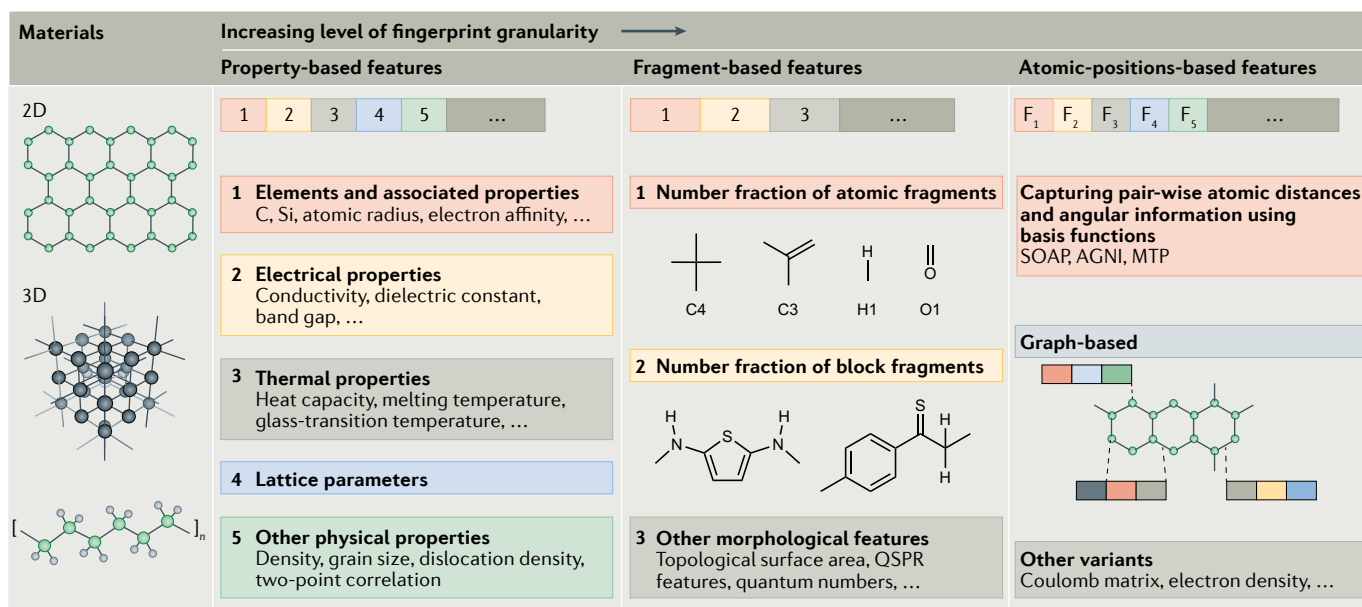 Materials
Increasing level of fingerprint granularity
Property-based features
Fragment-based features
Atomic-positions-based features
2D
3D
[ ]n
1 2 3 4 5 ...
1 Elements and associated properties
C, Si, atomic radius, electron affinity, ...
2 Electrical properties
Conductivity, dielectric constant,
band gap, ...
3 Thermal properties
Heat capacity, melting temperature,
glass-transition temperature, ...
4 Lattice parameters
5 Other physical properties
Density, grain size, dislocation density,
two-point correlation
1 2 3 ...
1 Number fraction of atomic fragments
H
O
C4 C3 H1 O1
2 Number fraction of block fragments
H H
N S N
S
H
H
3 Other morphological features
Topological surface area, QSPR
features, quantum numbers, ...
F1 F2 F3 F4 F5 ...
Capturing pair-wise atomic distances
and angular information using
basis functions
SOAP, AGNI, MTP
Graph-based
Other variants
Coulomb matrix, electron density, ...